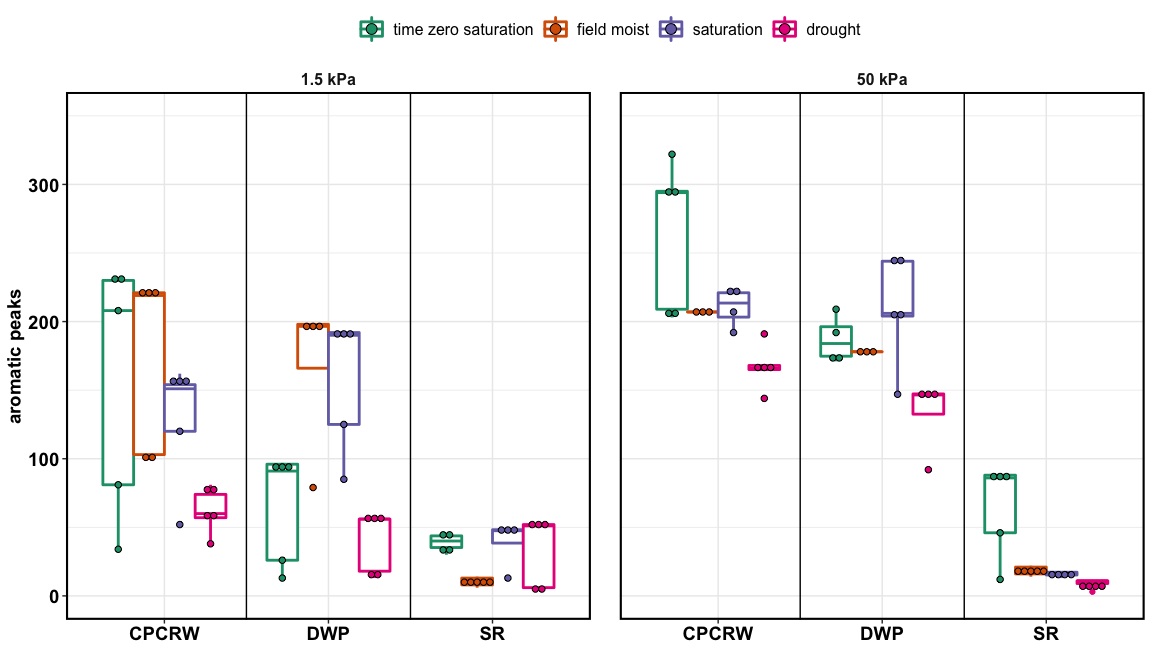 time zero saturation field moist saturation drought
1.5 kPa 50 kPa
aromatic peaks
300
200
100
0
CPCRW DWP SR CPCRW DWP SR